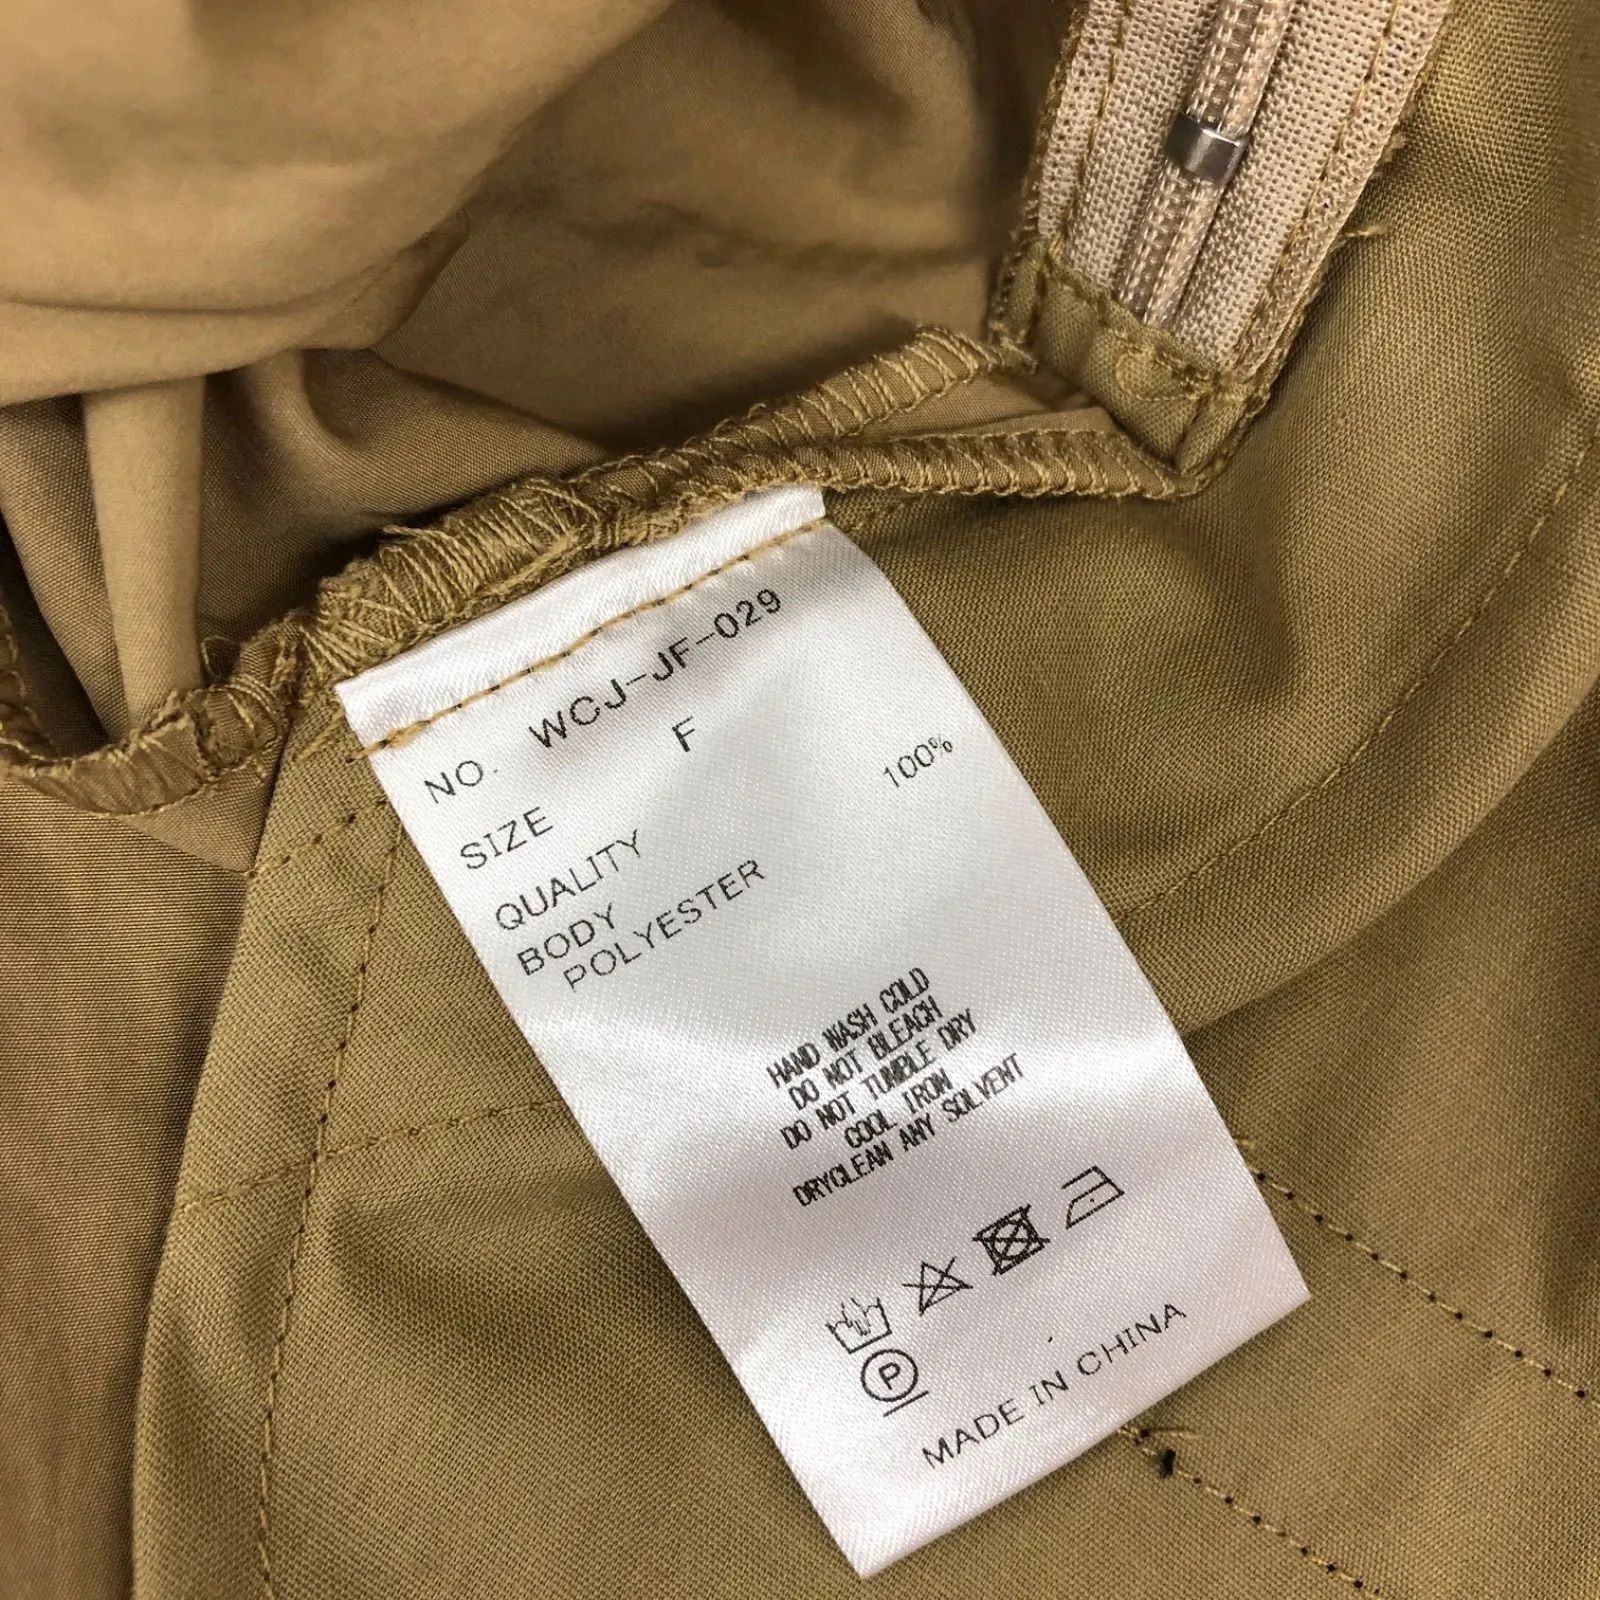 NO. WCJ-JF-029
SIZE F
QUALITY
BODY
POLYESTER 100%
HAND WASH COLD
DO NOT BLEACH
DO NOT TUMBLE DRY
COOL IRON
DRYCLEAN ANY SOLVENT
P
MADE IN CHINA